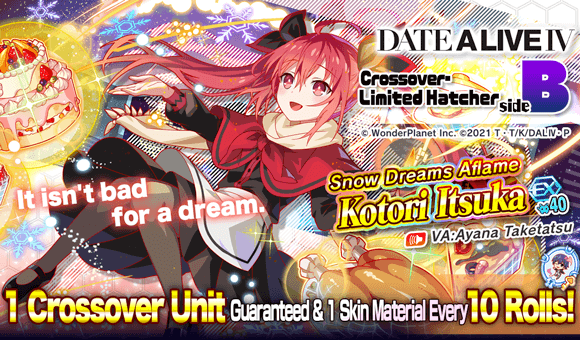 DATE A LIVE IV
Crossover-
Limited Hatcher side B
© WonderPlanet Inc. ©2021 T・T/K/DALIV・P
It isn't bad
for a dream.
Snow Dreams Aflame
Kotori Itsuka EX 40
VA:Ayana Taketatsu
1 Crossover Unit Guaranteed & 1 Skin Material Every 10 Rolls!